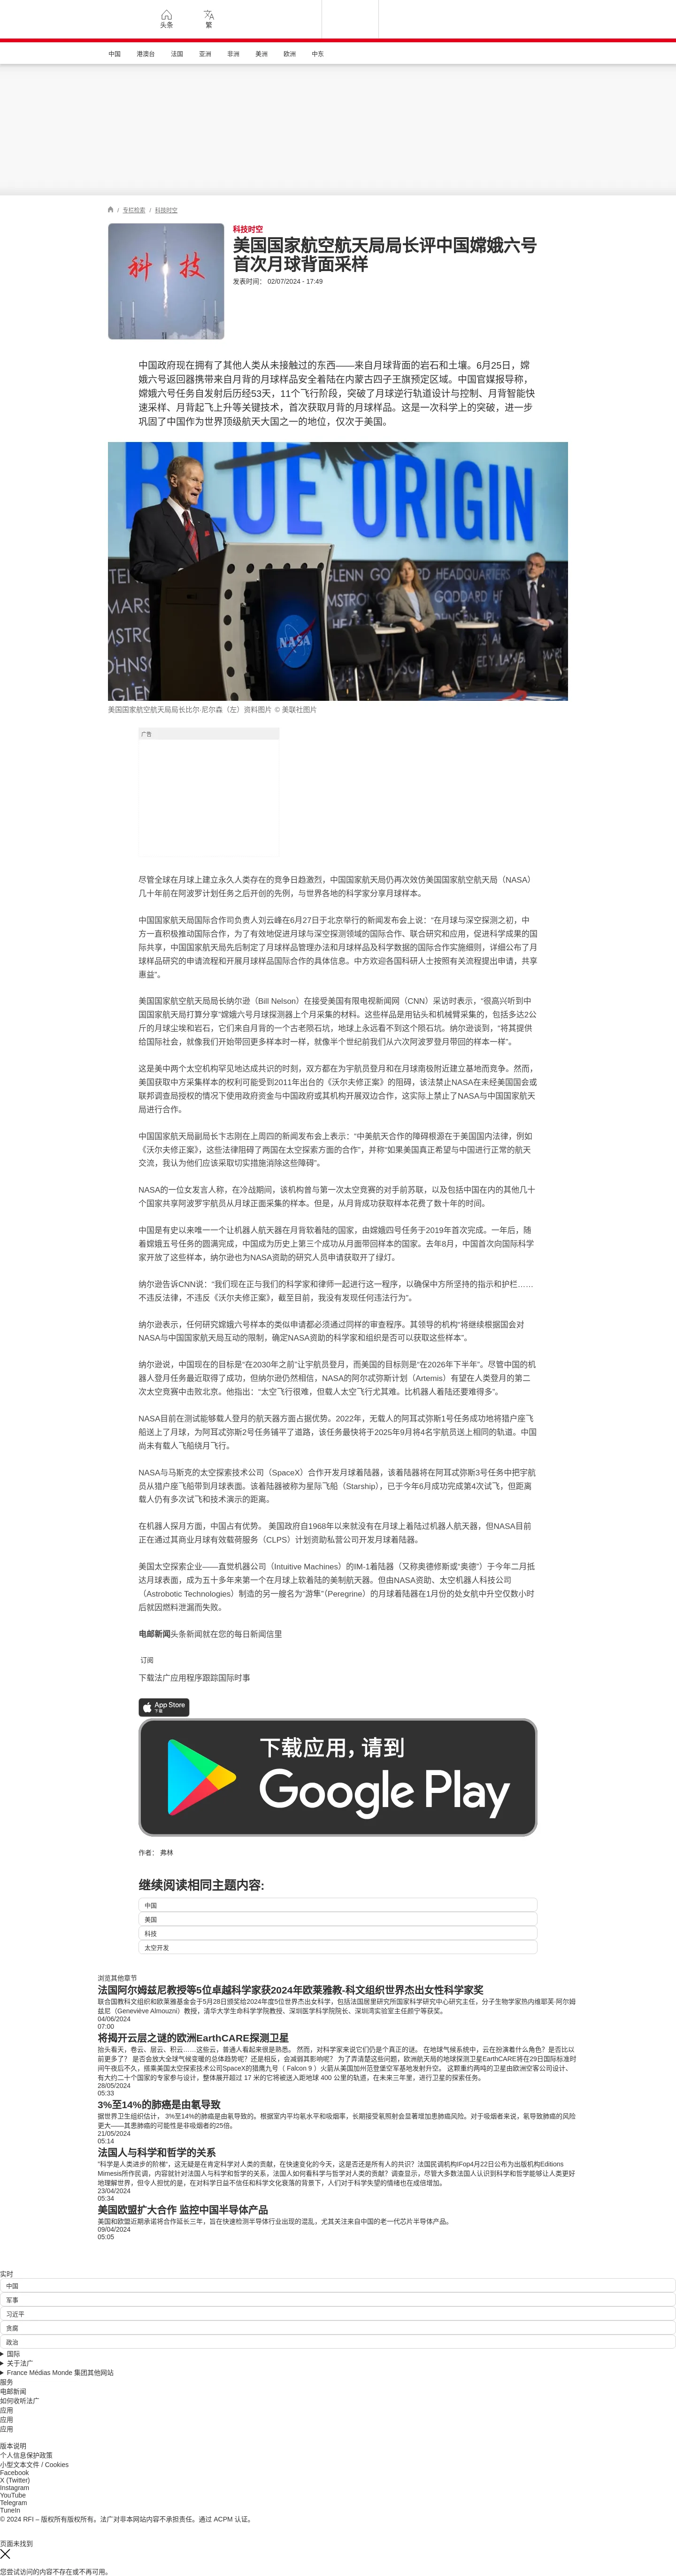 头条
繁
中国 港澳台 法国 亚洲 非洲 美洲 欧洲 中东
/ 专栏检索 / 科技时空
科技
科技时空
美国国家航空航天局局长评中国嫦娥六号
首次月球背面采样
发表时间： 02/07/2024 - 17:49
中国政府现在拥有了其他人类从未接触过的东西——来自月球背面的岩石和土壤。6月25日，嫦
娥六号返回器携带来自月背的月球样品安全着陆在内蒙古四子王旗预定区域。中国官媒报导称，
嫦娥六号任务自发射后历经53天，11个飞行阶段，突破了月球逆行轨道设计与控制、月背智能快
速采样、月背起飞上升等关键技术，首次获取月背的月球样品。这是一次科学上的突破，进一步
巩固了中国作为世界顶级航天大国之一的地位，仅次于美国。
BLUE ORIGIN
NASA
美国国家航空航天局局长比尔·尼尔森（左）资料图片 © 美联社图片
广告
尽管全球在月球上建立永久人类存在的竞争日趋激烈，中国国家航天局仍再次效仿美国国家航空航天局（NASA）
几十年前在阿波罗计划任务之后开创的先例，与世界各地的科学家分享月球样本。
中国国家航天局国际合作司负责人刘云峰在6月27日于北京举行的新闻发布会上说：“在月球与深空探测之初，中
方一直积极推动国际合作，为了有效地促进月球与深空探测领域的国际合作、联合研究和应用，促进科学成果的国
际共享，中国国家航天局先后制定了月球样品管理办法和月球样品及科学数据的国际合作实施细则，详细公布了月
球样品研究的申请流程和开展月球样品国际合作的具体信息。中方欢迎各国科研人士按照有关流程提出申请，共享
惠益”。
美国国家航空航天局局长纳尔逊（Bill Nelson）在接受美国有限电视新闻网（CNN）采访时表示，“很高兴听到中
国国家航天局打算分享”嫦娥六号月球探测器上个月采集的材料。这些样品是用钻头和机械臂采集的，包括多达2公
斤的月球尘埃和岩石，它们来自月背的一个古老陨石坑，地球上永远看不到这个陨石坑。纳尔逊谈到，“将其提供
给国际社会，就像我们开始带回更多样本时一样，就像半个世纪前我们从六次阿波罗登月带回的样本一样”。
这是美中两个太空机构罕见地达成共识的时刻，双方都在为宇航员登月和在月球南极附近建立基地而竞争。然而，
美国获取中方采集样本的权利可能受到2011年出台的《沃尔夫修正案》的阻碍，该法禁止NASA在未经美国国会或
联邦调查局授权的情况下使用政府资金与中国政府或其机构开展双边合作，这实际上禁止了NASA与中国国家航天
局进行合作。
中国国家航天局副局长卞志刚在上周四的新闻发布会上表示：“中美航天合作的障碍根源在于美国国内法律，例如
《沃尔夫修正案》，这些法律阻碍了两国在太空探索方面的合作”，并称“如果美国真正希望与中国进行正常的航天
交流，我认为他们应该采取切实措施消除这些障碍”。
NASA的一位女发言人称，在冷战期间，该机构曾与第一次太空竞赛的对手前苏联，以及包括中国在内的其他几十
个国家共享阿波罗宇航员从月球正面采集的样本。但是，从月背成功获取样本花费了数十年的时间。
中国是有史以来唯一一个让机器人航天器在月背软着陆的国家，由嫦娥四号任务于2019年首次完成。一年后，随
着嫦娥五号任务的圆满完成，中国成为历史上第三个成功从月面带回样本的国家。去年8月，中国首次向国际科学
家开放了这些样本，纳尔逊也为NASA资助的研究人员申请获取开了绿灯。
纳尔逊告诉CNN说：“我们现在正与我们的科学家和律师一起进行这一程序，以确保中方所坚持的指示和护栏……
不违反法律，不违反《沃尔夫修正案》，截至目前，我没有发现任何违法行为”。
纳尔逊表示，任何研究嫦娥六号样本的类似申请都必须通过同样的审查程序。其领导的机构“将继续根据国会对
NASA与中国国家航天局互动的限制，确定NASA资助的科学家和组织是否可以获取这些样本”。
纳尔逊说，中国现在的目标是“在2030年之前”让宇航员登月，而美国的目标则是“在2026年下半年”。尽管中国的机
器人登月任务最近取得了成功，但纳尔逊仍然相信，NASA的阿尔忒弥斯计划（Artemis）有望在人类登月的第二
次太空竞赛中击败北京。他指出：“太空飞行很难，但载人太空飞行尤其难。比机器人着陆还要难得多”。
NASA目前在测试能够载人登月的航天器方面占据优势。2022年，无载人的阿耳忒弥斯1号任务成功地将猎户座飞
船送上了月球，为阿耳忒弥斯2号任务铺平了道路，该任务最快将于2025年9月将4名宇航员送上相同的轨道。中国
尚未有载人飞船绕月飞行。
NASA与马斯克的太空探索技术公司（SpaceX）合作开发月球着陆器，该着陆器将在阿耳忒弥斯3号任务中把宇航
员从猎户座飞船带到月球表面。该着陆器被称为星际飞船（Starship），已于今年6月成功完成第4次试飞，但距离
载人仍有多次试飞和技术演示的距离。
在机器人探月方面，中国占有优势。 美国政府自1968年以来就没有在月球上着陆过机器人航天器，但NASA目前
正在通过其商业月球有效载荷服务（CLPS）计划资助私营公司开发月球着陆器。
美国太空探索企业——直觉机器公司（Intuitive Machines）的IM-1着陆器（又称奥德修斯或“奥德”）于今年二月抵
达月球表面，成为五十多年来第一个在月球上软着陆的美制航天器。但由NASA资助、太空机器人科技公司
（Astrobotic Technologies）制造的另一艘名为“游隼”（Peregrine）的月球着陆器在1月份的处女航中升空仅数小时
后就因燃料泄漏而失败。
电邮新闻头条新闻就在您的每日新闻信里
订阅
下载法广应用程序跟踪国际时事
App Store
下载
下载应用，请到
Google Play
作者： 弗林
继续阅读相同主题内容:
中国
美国
科技
太空开发
浏览其他章节
法国阿尔姆兹尼教授等5位卓越科学家获2024年欧莱雅教-科文组织世界杰出女性科学家奖
联合国教科文组织和欧莱雅基金会于5月28日颁奖给2024年度5位世界杰出女科学，包括法国居里研究所国家科学研究中心研究主任，分子生物学家热内维耶芙·阿尔姆
兹尼（Geneviève Almouzni）教授，清华大学生命科学学院教授、深圳医学科学院院长、深圳湾实验室主任颜宁等获奖。
04/06/2024
07:00
将揭开云层之谜的欧洲EarthCARE探测卫星
抬头看天，卷云、层云、积云……这些云，普通人看起来很是熟悉。 然而，对科学家来说它们仍是个真正的谜。 在地球气候系统中，云在扮演着什么角色？是否比以
前更多了？ 是否会放大全球气候变暖的总体趋势呢？还是相反，会减弱其影响呢？ 为了弄清楚这些问题，欧洲航天局的地球探测卫星EarthCARE将在29日国际标准时
间午夜后不久，搭乘美国太空探索技术公司SpaceX的猎鹰九号（ Falcon 9 ）火箭从美国加州范登堡空军基地发射升空。 这颗重约两吨的卫星由欧洲空客公司设计、
有大约二十个国家的专家参与设计，整体展开超过 17 米的它将被送入距地球 400 公里的轨道，在未来三年里，进行卫星的探索任务。
28/05/2024
05:33
3%至14%的肺癌是由氡导致
据世界卫生组织估计， 3%至14%的肺癌是由氡导致的。根据室内平均氡水平和吸烟率，长期接受氡照射会显著增加患肺癌风险。对于吸烟者来说，氡导致肺癌的风险
更大——其患肺癌的可能性是非吸烟者的25倍。
21/05/2024
05:14
法国人与科学和哲学的关系
“科学是人类进步的阶梯”，这无疑是在肯定科学对人类的贡献，在快速变化的今天，这是否还是所有人的共识？法国民调机构IFop4月22日公布为出版机构Editions
Mimesis所作民调，内容就针对法国人与科学和哲学的关系，法国人如何看科学与哲学对人类的贡献？调查显示，尽管大多数法国人认识到科学和哲学能够让人类更好
地理解世界，但令人担忧的是，在对科学日益不信任和科学文化衰落的背景下，人们对于科学失望的情绪也在成倍增加。
23/04/2024
05:34
美国欧盟扩大合作 监控中国半导体产品
美国和欧盟近期承诺将合作延长三年，旨在快速检测半导体行业出现的混乱，尤其关注来自中国的老一代芯片半导体产品。
09/04/2024
05:05
实时
中国
军事
习近平
贪腐
政治
国际
关于法广
France Médias Monde 集团其他网站
服务
电邮新闻
如何收听法广
应用
应用
应用
版本说明
个人信息保护政策
小型文本文件 / Cookies
Facebook
X (Twitter)
Instagram
YouTube
Telegram
TuneIn
© 2024 RFI – 版权所有版权所有。法广对非本网站内容不承担责任。通过 ACPM 认证。
页面未找到
您尝试访问的内容不存在或不再可用。